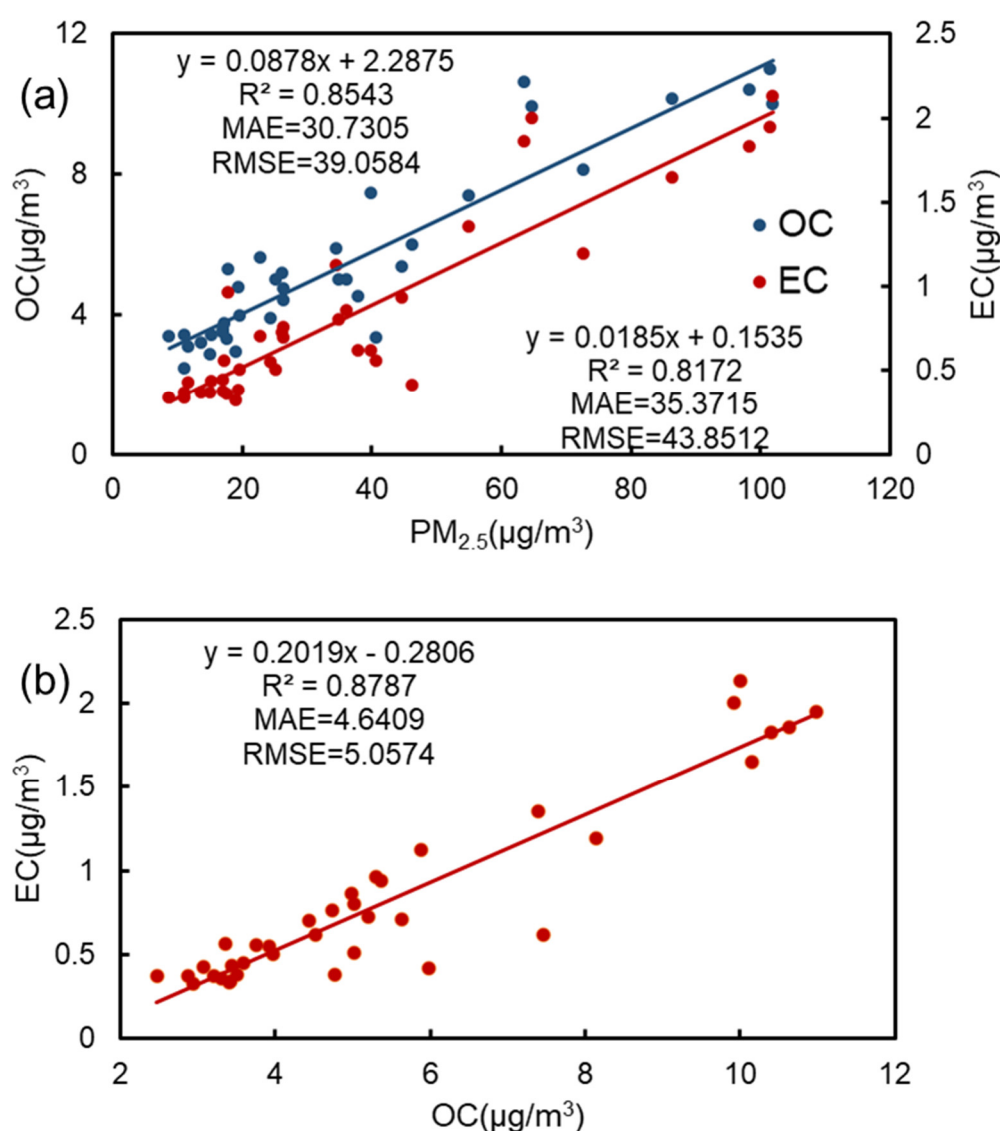 (a)
y = 0.0878x + 2.2875
R² = 0.8543
MAE=30.7305
RMSE=39.0584
OC
EC
y = 0.0185x + 0.1535
R² = 0.8172
MAE=35.3715
RMSE=43.8512
12
8
4
0
OC(μg/m³)
2.5
2
1.5
1
0.5
0
EC(μg/m³)
0 20 40 60 80 100 120
PM₂.₅(μg/m³)
(b)
y = 0.2019x - 0.2806
R² = 0.8787
MAE=4.6409
RMSE=5.0574
2.5
2
1.5
1
0.5
0
EC(μg/m³)
2 4 6 8 10 12
OC(μg/m³)